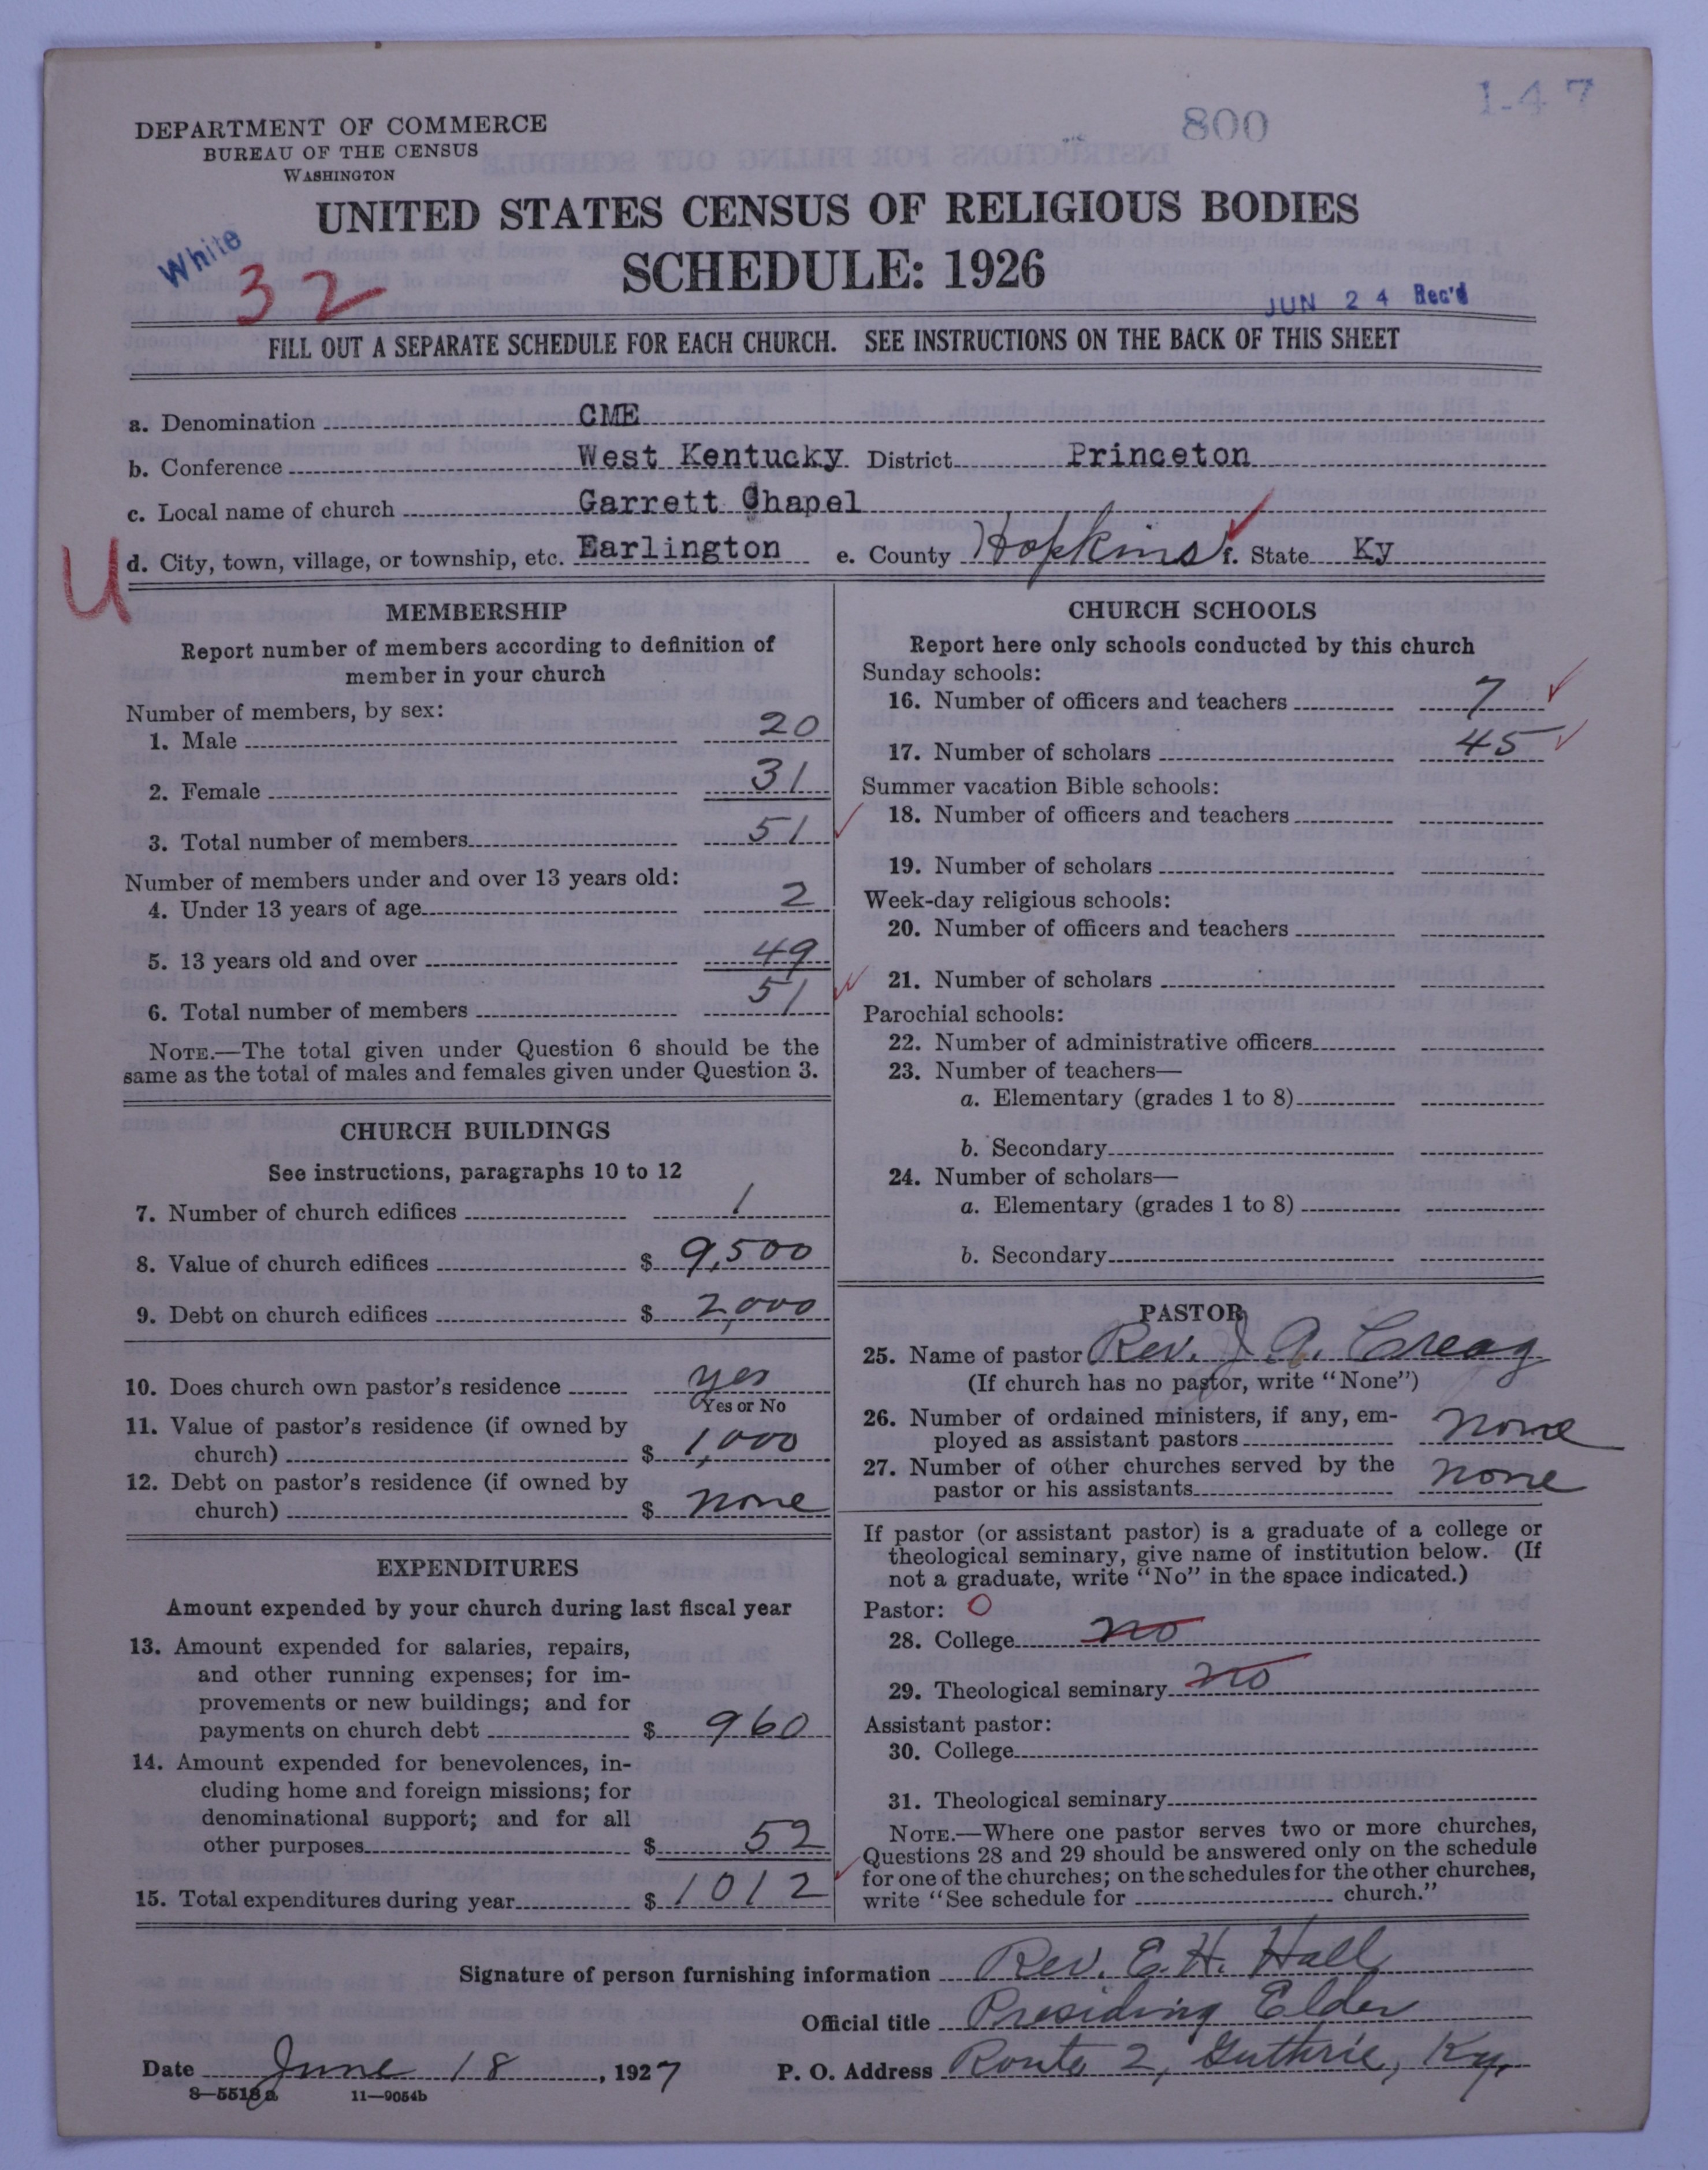 1-47
800
DEPARTMENT OF COMMERCE
BUREAU OF THE CENSUS
WASHINGTON
UNITED STATES CENSUS OF RELIGIOUS BODIES
SCHEDULE: 1926
White
32
JUN 24 Rec'd
FILL OUT A SEPARATE SCHEDULE FOR EACH CHURCH. SEE INSTRUCTIONS ON THE BACK OF THIS SHEET
a. Denomination CME
b. Conference West Kentucky District Princeton
c. Local name of church Garrett Chapel
U
d. City, town, village, or township, etc. Earlington e. County Hopkins f. State Ky
MEMBERSHIP
Report number of members according to definition of
member in your church
Number of members, by sex:
1. Male 20
2. Female 31
3. Total number of members 51
Number of members under and over 13 years old:
4. Under 13 years of age 2
5. 13 years old and over 49
6. Total number of members 51
NOTE.—The total given under Question 6 should be the
same as the total of males and females given under Question 3.
CHURCH BUILDINGS
See instructions, paragraphs 10 to 12
7. Number of church edifices 1
8. Value of church edifices $ 9,500
9. Debt on church edifices $ 2,000
10. Does church own pastor's residence yes
Yes or No
11. Value of pastor's residence (if owned by
church) $ 1,000
12. Debt on pastor's residence (if owned by
church) $ none
EXPENDITURES
Amount expended by your church during last fiscal year
13. Amount expended for salaries, repairs,
and other running expenses; for im-
provements or new buildings; and for
payments on church debt $ 960
14. Amount expended for benevolences, in-
cluding home and foreign missions; for
denominational support; and for all
other purposes $ 52
15. Total expenditures during year $ 1012
CHURCH SCHOOLS
Report here only schools conducted by this church
Sunday schools:
16. Number of officers and teachers 7
17. Number of scholars 45
Summer vacation Bible schools:
18. Number of officers and teachers
19. Number of scholars
Week-day religious schools:
20. Number of officers and teachers
21. Number of scholars
Parochial schools:
22. Number of administrative officers
23. Number of teachers—
a. Elementary (grades 1 to 8)
b. Secondary
24. Number of scholars—
a. Elementary (grades 1 to 8)
b. Secondary
PASTOR
25. Name of pastor Rev. J. A. Creag
(If church has no pastor, write "None")
26. Number of ordained ministers, if any, em-
ployed as assistant pastors none
27. Number of other churches served by the
pastor or his assistants none
If pastor (or assistant pastor) is a graduate of a college or
theological seminary, give name of institution below. (If
not a graduate, write "No" in the space indicated.)
Pastor: O
28. College no
29. Theological seminary no
Assistant pastor:
30. College
31. Theological seminary
NOTE.—Where one pastor serves two or more churches,
Questions 28 and 29 should be answered only on the schedule
for one of the churches; on the schedules for the other churches,
write "See schedule for church."
Signature of person furnishing information Rev. E. H. Hall
Official title Presiding Elder
Date June 18, 1927 P. O. Address Route 2, Guthrie, Ky.
8—5518a 11—9054b